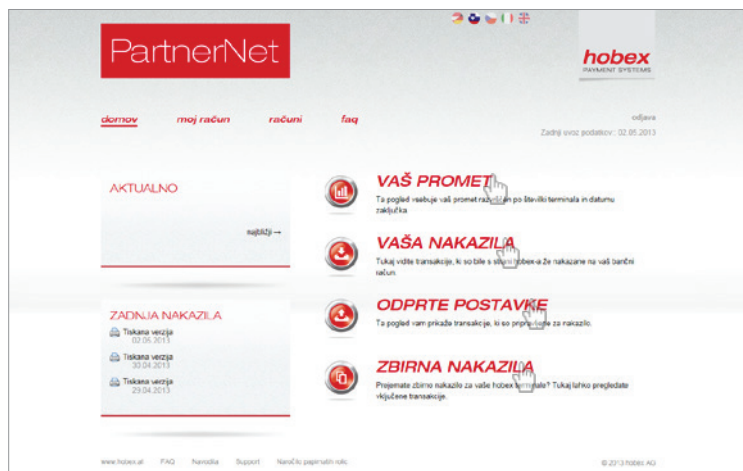 PartnerNet
hobex
PAYMENT SYSTEMS
domov moj račun računi faq
odjava
Zadnji uvoz podatkov: 02.05.2013
AKTUALNO
najbližji →
VAŠ PROMET
Ta pogled vsebuje vaš promet po številki terminala in datumu
zaključka
VAŠA NAKAZILA
Tukaj vidite transakcije, ki so bile s strani hobex-a že nakazane na vaš bančni
račun.
ZADNJA NAKAZILA
Tiskana verzija
02.05.2013
Tiskana verzija
30.04.2013
Tiskana verzija
29.04.2013
ODPRTE POSTAVKE
Ta pogled vam prikaže transakcije, ki so pripravljene za nakazilo.
ZBIRNA NAKAZILA
Prejemate zbirno nakazilo za vaše hobex terminale? Tukaj lahko pregledate
vključene transakcije.
www.hobex.at FAQ Navodila Support Naročilo papirnatih rolic
© 2013 hobex AG